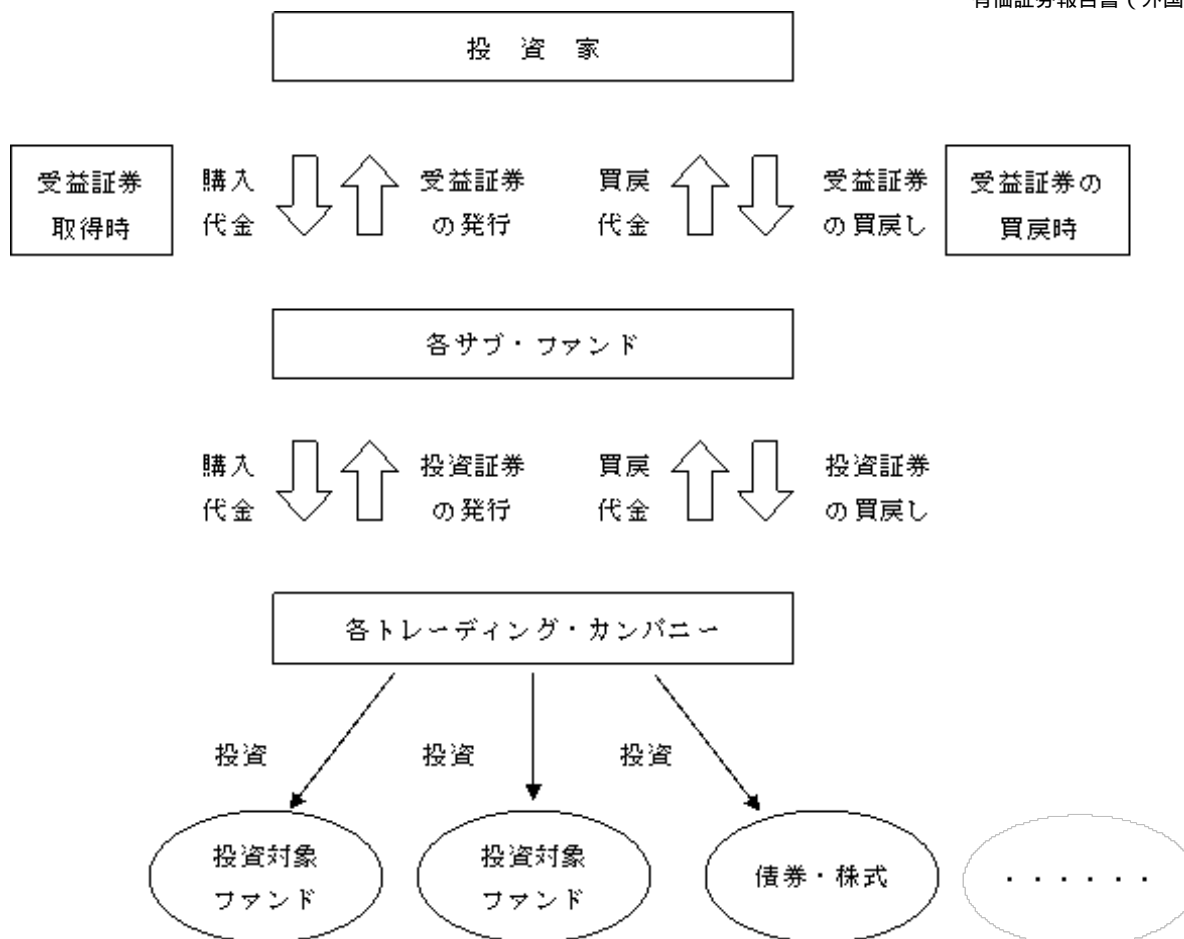 有価証券報告書（外国
投 資 家
受益証券
取得時
購入
代金
受益証券
の発行
買戻
代金
受益証券
の買戻し
受益証券の
買戻時
各サブ・ファンド
購入
代金
投資証券
の発行
買戻
代金
投資証券
の買戻し
各トレーディング・カンパニー
投資
投資
投資
投資対象
ファンド
投資対象
ファンド
債券・株式
・・・・・・